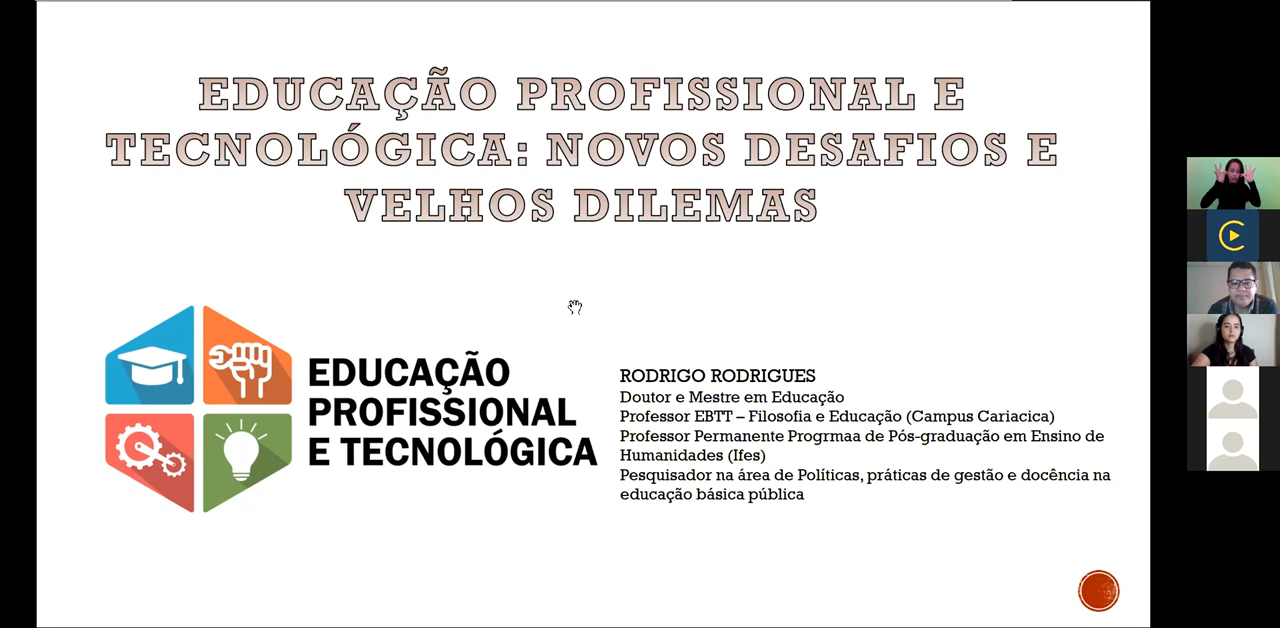 EDUCAÇÃO PROFISSIONAL E
TECNOLÓGICA: NOVOS DESAFIOS E
VELHOS DILEMAS
EDUCAÇÃO
PROFISSIONAL
E TECNOLÓGICA
RODRIGO RODRIGUES
Doutor e Mestre em Educação
Professor EBTT – Filosofia e Educação (Campus Cariacica)
Professor Permanente Progrmaa de Pós-graduação em Ensino de
Humanidades (Ifes)
Pesquisador na área de Políticas, práticas de gestão e docência na
educação básica pública